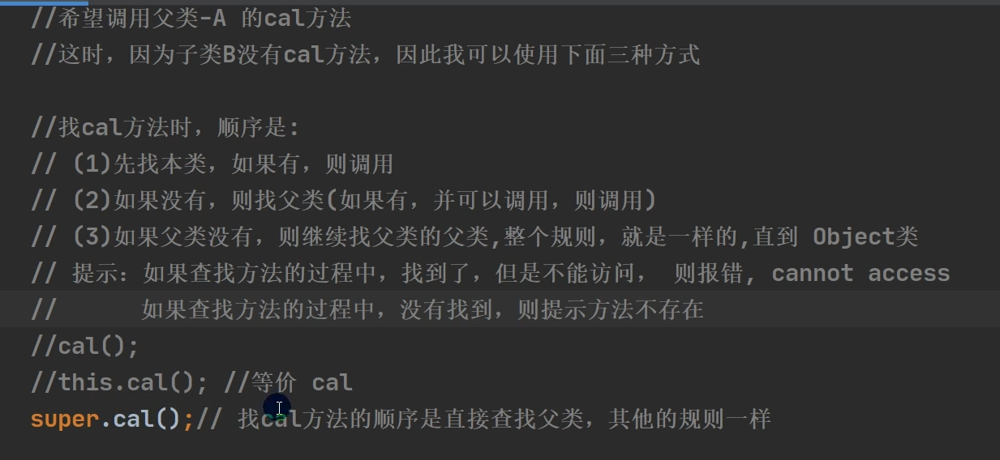 //希望调用父类-A 的cal方法
//这时，因为子类B没有cal方法，因此我可以使用下面三种方式
//找cal方法时，顺序是:
// (1)先找本类，如果有，则调用
// (2)如果没有，则找父类(如果有，并可以调用，则调用)
// (3)如果父类没有，则继续找父类的父类,整个规则，就是一样的,直到 Object类
// 提示：如果查找方法的过程中，找到了，但是不能访问， 则报错, cannot access
//      如果查找方法的过程中，没有找到，则提示方法不存在
//cal();
//this.cal(); //等价 cal
super.cal();// 找cal方法的顺序是直接查找父类，其他的规则一样